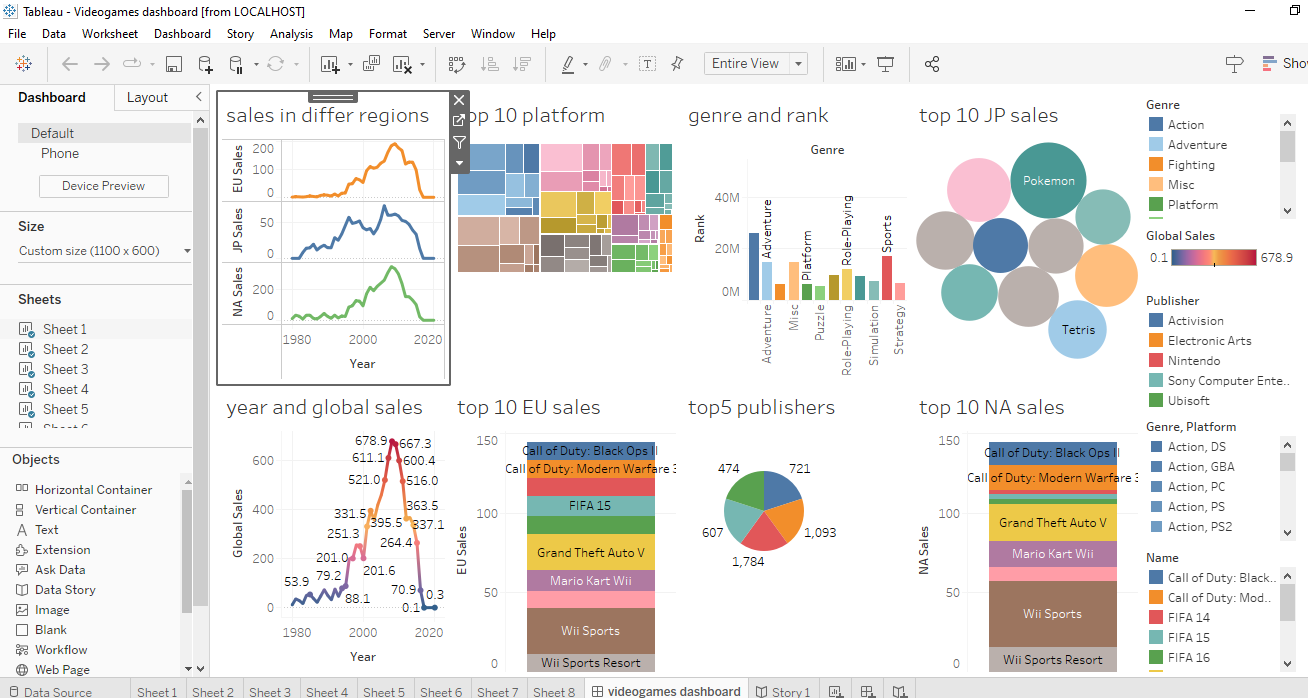 Tableau - Videogames dashboard [from LOCALHOST]
File Data Worksheet Dashboard Story Analysis Map Format Server Window Help
Entire View
Dashboard Layout
Default
Phone
Device Preview
Size
Custom size (1100 x 600)
Sheets
Sheet 1
Sheet 2
Sheet 3
Sheet 4
Sheet 5
Objects
Horizontal Container
Vertical Container
Text
Extension
Ask Data
Data Story
Image
Blank
Workflow
Web Page
sales in differ regions
EU Sales
200
100
0
JP Sales
50
0
NA Sales
200
0
1980 2000 2020
Year
top 10 platform
genre and rank
Genre
Rank
40M
20M
0M
Adventure
Platform
Role-Playing
Sports
Adventure
Misc
Puzzle
Role-Playing
Simulation
Strategy
top 10 JP sales
Pokemon
Tetris
year and global sales
Global Sales
600
400
200
0
678.9
667.3
611.1
600.4
521.0
516.0
331.5
395.5
363.5
337.1
251.3
264.4
201.0
201.6
53.9
79.2
88.1
70.9
0.1
0.3
1980 2000 2020
Year
top 10 EU sales
EU Sales
150
100
50
0
Call of Duty: Black Ops II
Call of Duty: Modern Warfare 3
FIFA 15
Grand Theft Auto V
Mario Kart Wii
Wii Sports
Wii Sports Resort
top5 publishers
474
721
607
1,093
1,784
top 10 NA sales
NA Sales
150
100
50
0
Call of Duty: Black Ops II
Call of Duty: Modern Warfare 3
Grand Theft Auto V
Mario Kart Wii
Wii Sports
Wii Sports Resort
Genre
Action
Adventure
Fighting
Misc
Platform
Global Sales
0.1 678.9
Publisher
Activision
Electronic Arts
Nintendo
Sony Computer Ente..
Ubisoft
Genre, Platform
Action, DS
Action, GBA
Action, PC
Action, PS
Action, PS2
Name
Call of Duty: Black..
Call of Duty: Mod..
FIFA 14
FIFA 15
FIFA 16
Data Source Sheet 1 Sheet 2 Sheet 3 Sheet 4 Sheet 5 Sheet 6 Sheet 7 Sheet 8 videogames dashboard Story 1